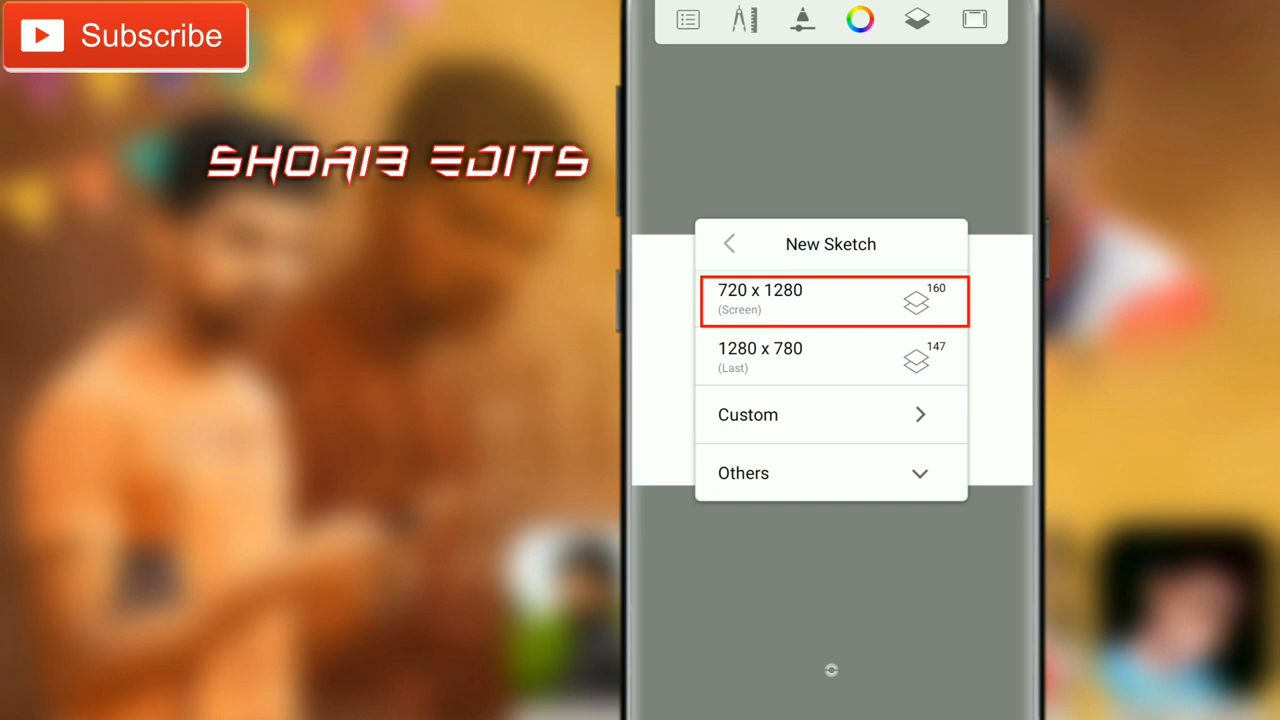 Subscribe
SHOAIB EDITS
New Sketch
720 x 1280
160
(Screen)
1280 x 780
147
(Last)
Custom
Others